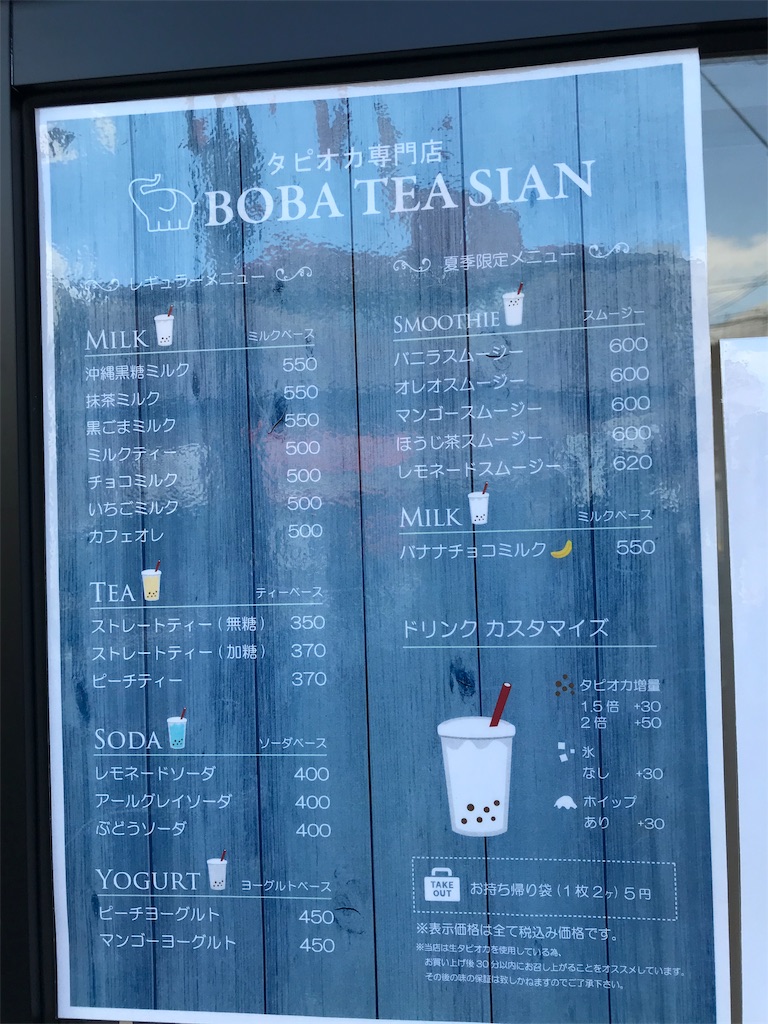 タピオカ専門店
BOBA TEA SIAN
レギュラーメニュー
MILK ミルクベース
沖縄黒糖ミルク 550
抹茶ミルク 550
黒ごまミルク 550
ミルクティー 500
チョコミルク 500
いちごミルク 500
カフェオレ 500
TEA ティーベース
ストレートティー(無糖) 350
ストレートティー(加糖) 370
ピーチティー 370
SODA ソーダベース
レモネードソーダ 400
アールグレイソーダ 400
ぶどうソーダ 400
YOGURT ヨーグルトベース
ピーチヨーグルト 450
マンゴーヨーグルト 450
夏季限定メニュー
SMOOTHIE スムージー
バニラスムージー 600
オレオスムージー 600
マンゴースムージー 600
ほうじ茶スムージー 600
レモネードスムージー 620
MILK ミルクベース
バナナチョコミルク 550
ドリンク カスタマイズ
タピオカ増量
1.5倍 +30
2倍 +50
氷
なし +30
ホイップ
あり +30
TAKE OUT お持ち帰り袋(1枚2ヶ)5円
※表示価格は全て税込み価格です。
※当店は生タピオカを使用している為、
お買い上げ後30分以内にお召し上がることをオススメしています。
その後の味の保証は致しかねますのでご了承下さい。